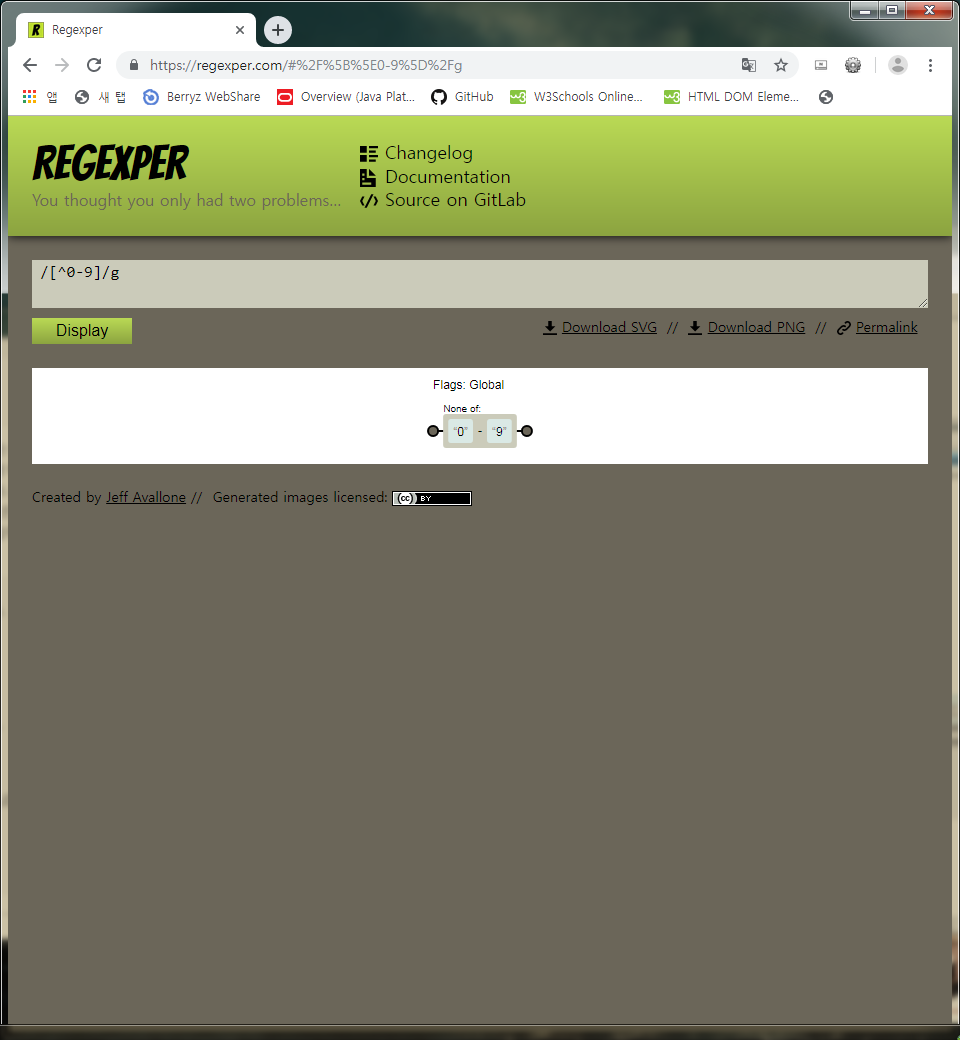 Regexper
https://regexper.com/#%2F%5B%5E0-9%5D%2Fg
앱 새 탭 Berryz WebShare Overview (Java Plat... GitHub W3Schools Online... HTML DOM Eleme...
REGEXPER
You thought you only had two problems...
Changelog
Documentation
Source on GitLab
/[^0-9]/g
Display
Download SVG // Download PNG // Permalink
Flags: Global
None of:
“0” - “9”
Created by Jeff Avallone // Generated images licensed: (cc) BY